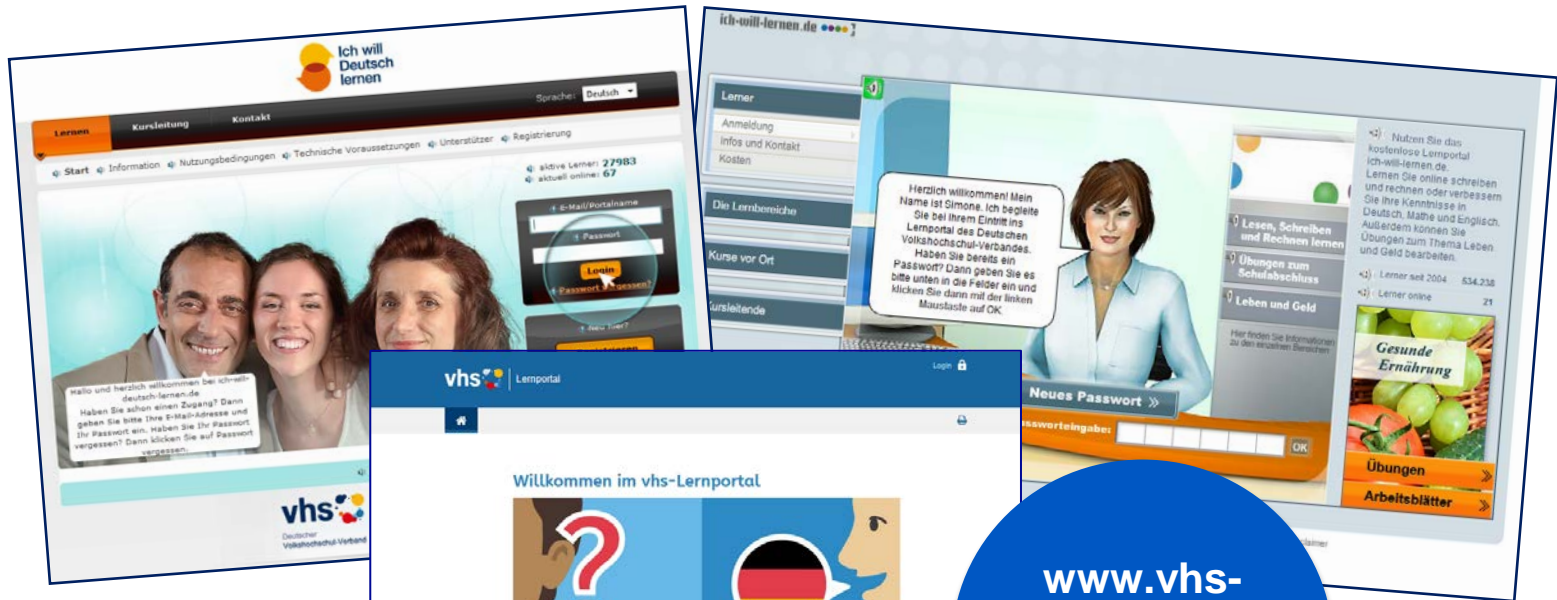 Ich will
Deutsch
lernen
Sprache: Deutsch
Lernen Kursleitung Kontakt
Start Information Nutzungsbedingungen Technische Voraussetzungen Unterstützer Registrierung
aktive Lerner: 27983
aktuell online: 67
E-Mail/Portalname
Passwort
Login
Passwort vergessen?
Neu hier?
Hallo und herzlich willkommen bei ich-will-
deutsch-lernen.de
Haben Sie schon einen Zugang? Dann
geben Sie bitte Ihre E-Mail-Adresse und
Ihr Passwort ein. Haben Sie Ihr Passwort
vergessen? Dann klicken Sie auf Passwort
vergessen.
vhs
Deutscher
Volkshochschul-Verband
ich-will-lernen.de
Lerner
Anmeldung
Infos und Kontakt
Kosten
Die Lernbereiche
Kurse vor Ort
Kursleitende
Herzlich willkommen! Mein
Name ist Simone. Ich begleite
Sie bei Ihrem Eintritt ins
Lernportal des Deutschen
Volkshochschul-Verbandes.
Haben Sie bereits ein
Passwort? Dann geben Sie es
bitte unten in die Felder ein und
klicken Sie dann mit der linken
Maustaste auf OK
Lesen, Schreiben
und Rechnen lernen
Übungen zum
Schulabschluss
Leben und Geld
Hier finden Sie Informationen
zu den einzelnen Bereichen
Nutzen Sie das
kostenlose Lernportal
ich-will-lernen.de.
Lernen Sie online schreiben
und rechnen oder verbessern
Sie Ihre Kenntnisse in
Deutsch, Mathe und Englisch.
Außerdem können Sie
Übungen zum Thema Leben
und Geld bearbeiten.
Lerner seit 2004 534.238
Lerner online 21
Gesunde
Ernährung
Übungen
Arbeitsblätter
Neues Passwort
assworteingabe:
OK
vhs Lernportal
Login
Willkommen im vhs-Lernportal
www.vhs-